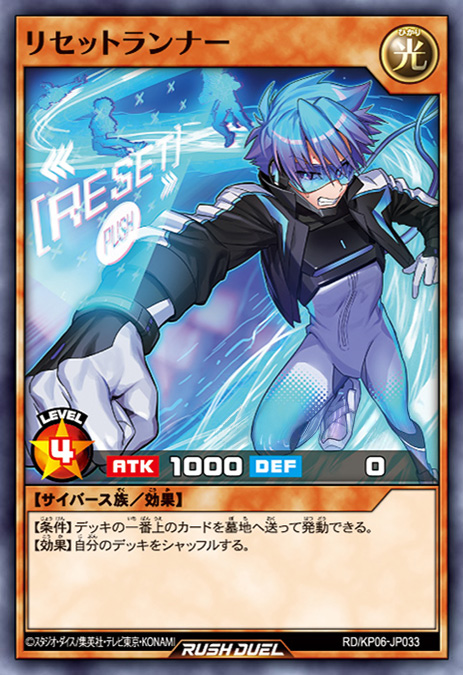 リセットランナー
ひかり
光
[RESET]
PUSH
LEVEL
4
ATK 1000 DEF 0
【サイバース族／効果】
【条件】デッキの一番上のカードを墓地へ送って発動できる。
【効果】自分のデッキをシャッフルする。
©スタジオ・ダイス/集英社・テレビ東京・KONAMI
RUSH DUEL
RD/KP06-JP033